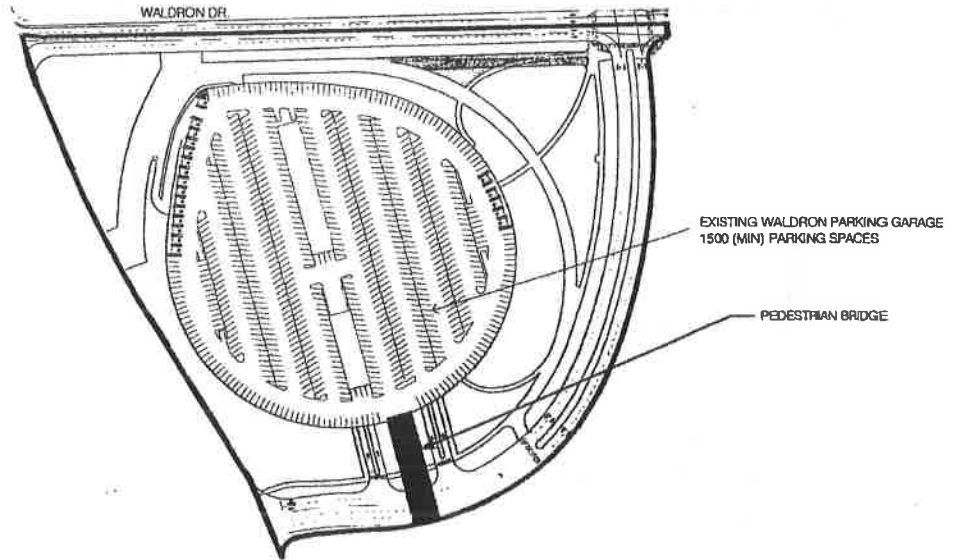 WALDRON DR.
EXISTING WALDRON PARKING GARAGE
1500 (MIN) PARKING SPACES
PEDESTRIAN BRIDGE